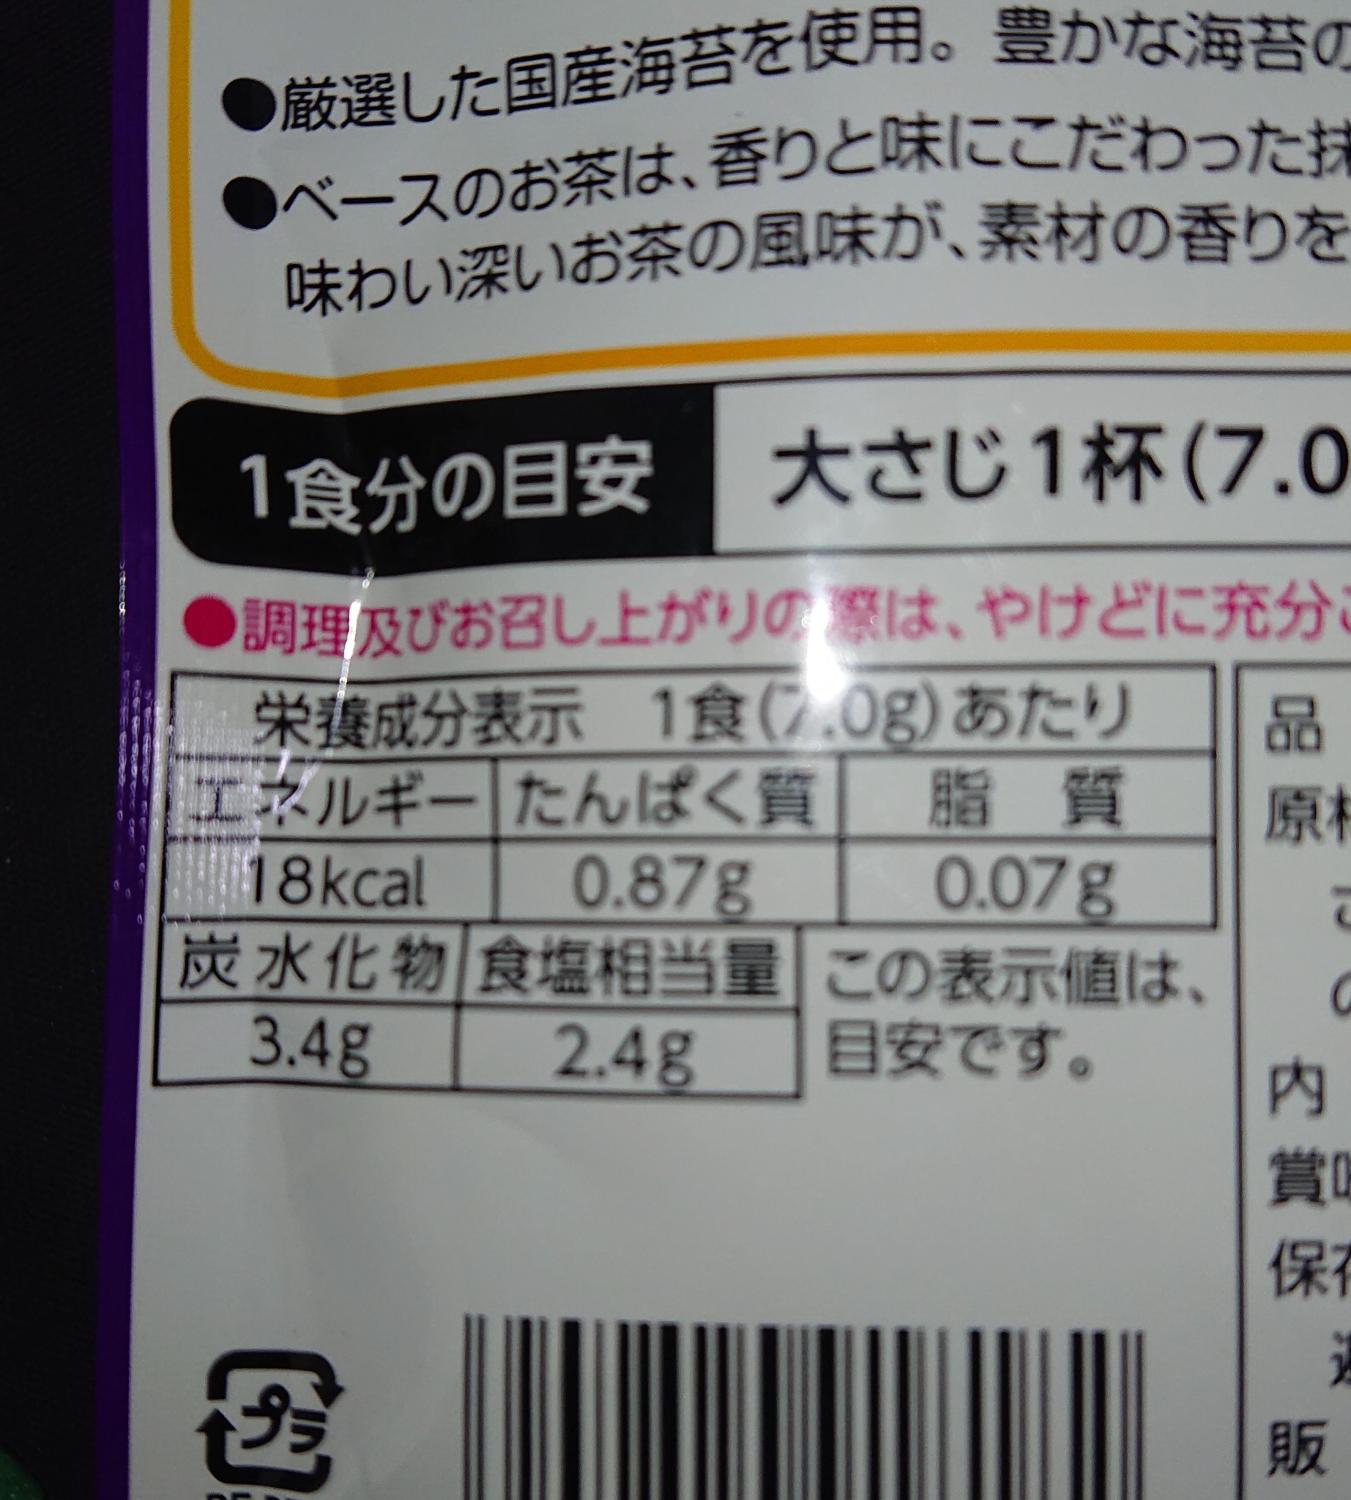 ●厳選した国産海苔を使用。豊かな海苔の
●ベースのお茶は、香りと味にこだわった抹
味わい深いお茶の風味が、素材の香りを
1食分の目安 大さじ1杯(7.0
●調理及びお召し上がりの際は、やけどに充分ご
栄養成分表示 1食(7.0g)あたり
エネルギー たんぱく質 脂質
18kcal 0.87g 0.07g
炭水化物 食塩相当量
3.4g 2.4g
この表示値は、
目安です。
品
原材
こ
の
内
賞味
保存
販
プラ